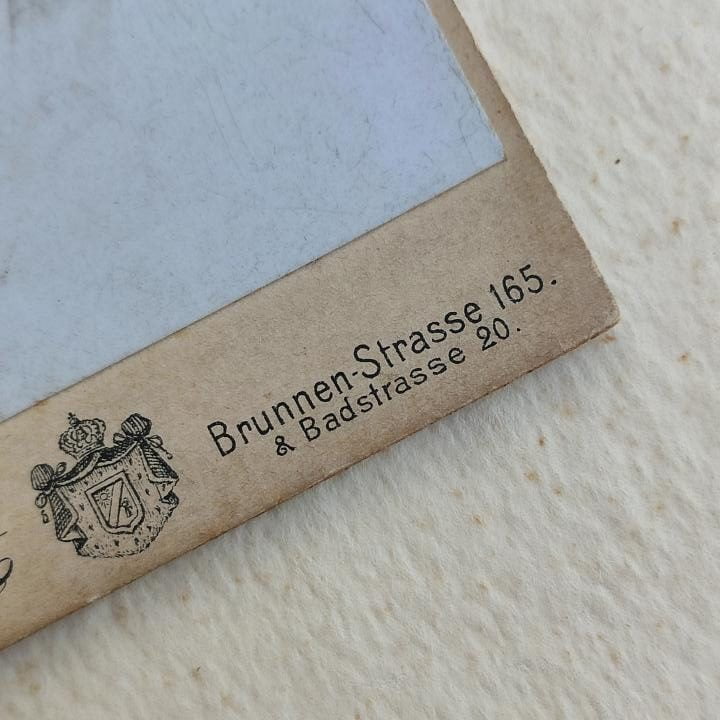 Brunnen-Strasse 165.
& Badstrasse 20.